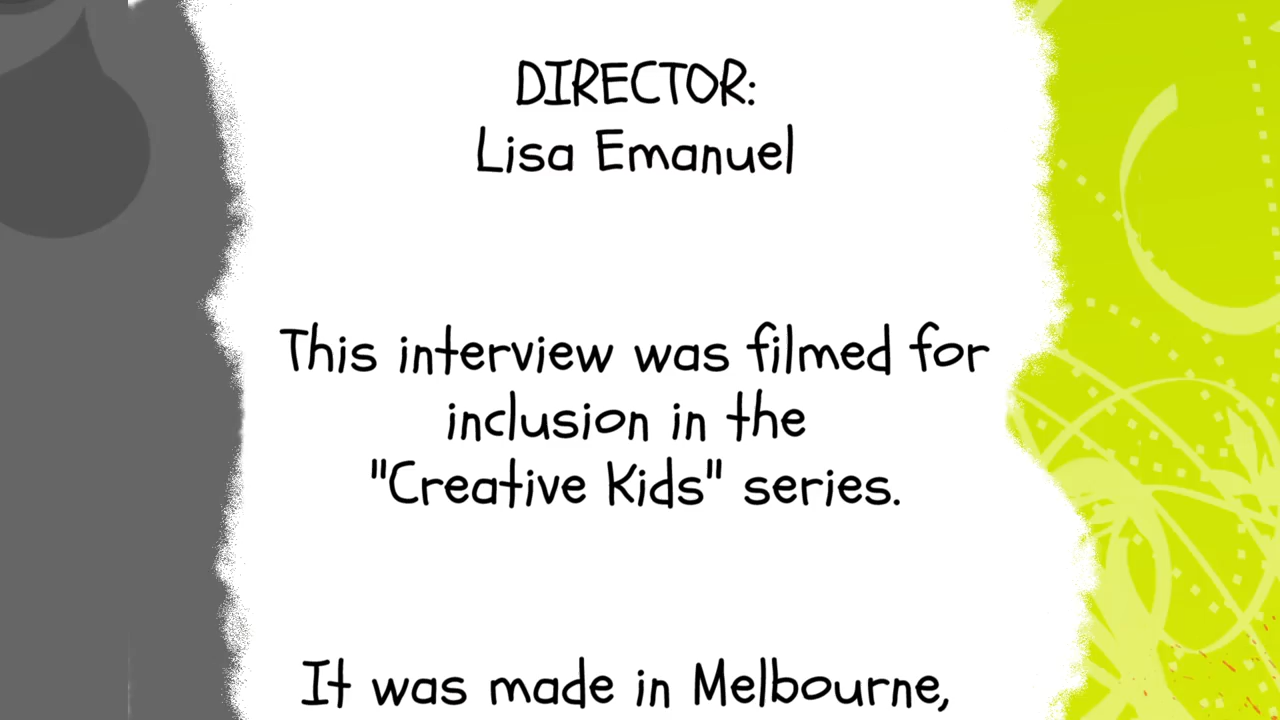 DIRECTOR:
Lisa Emanuel
This interview was filmed for
inclusion in the
"Creative Kids" series.
It was made in Melbourne,